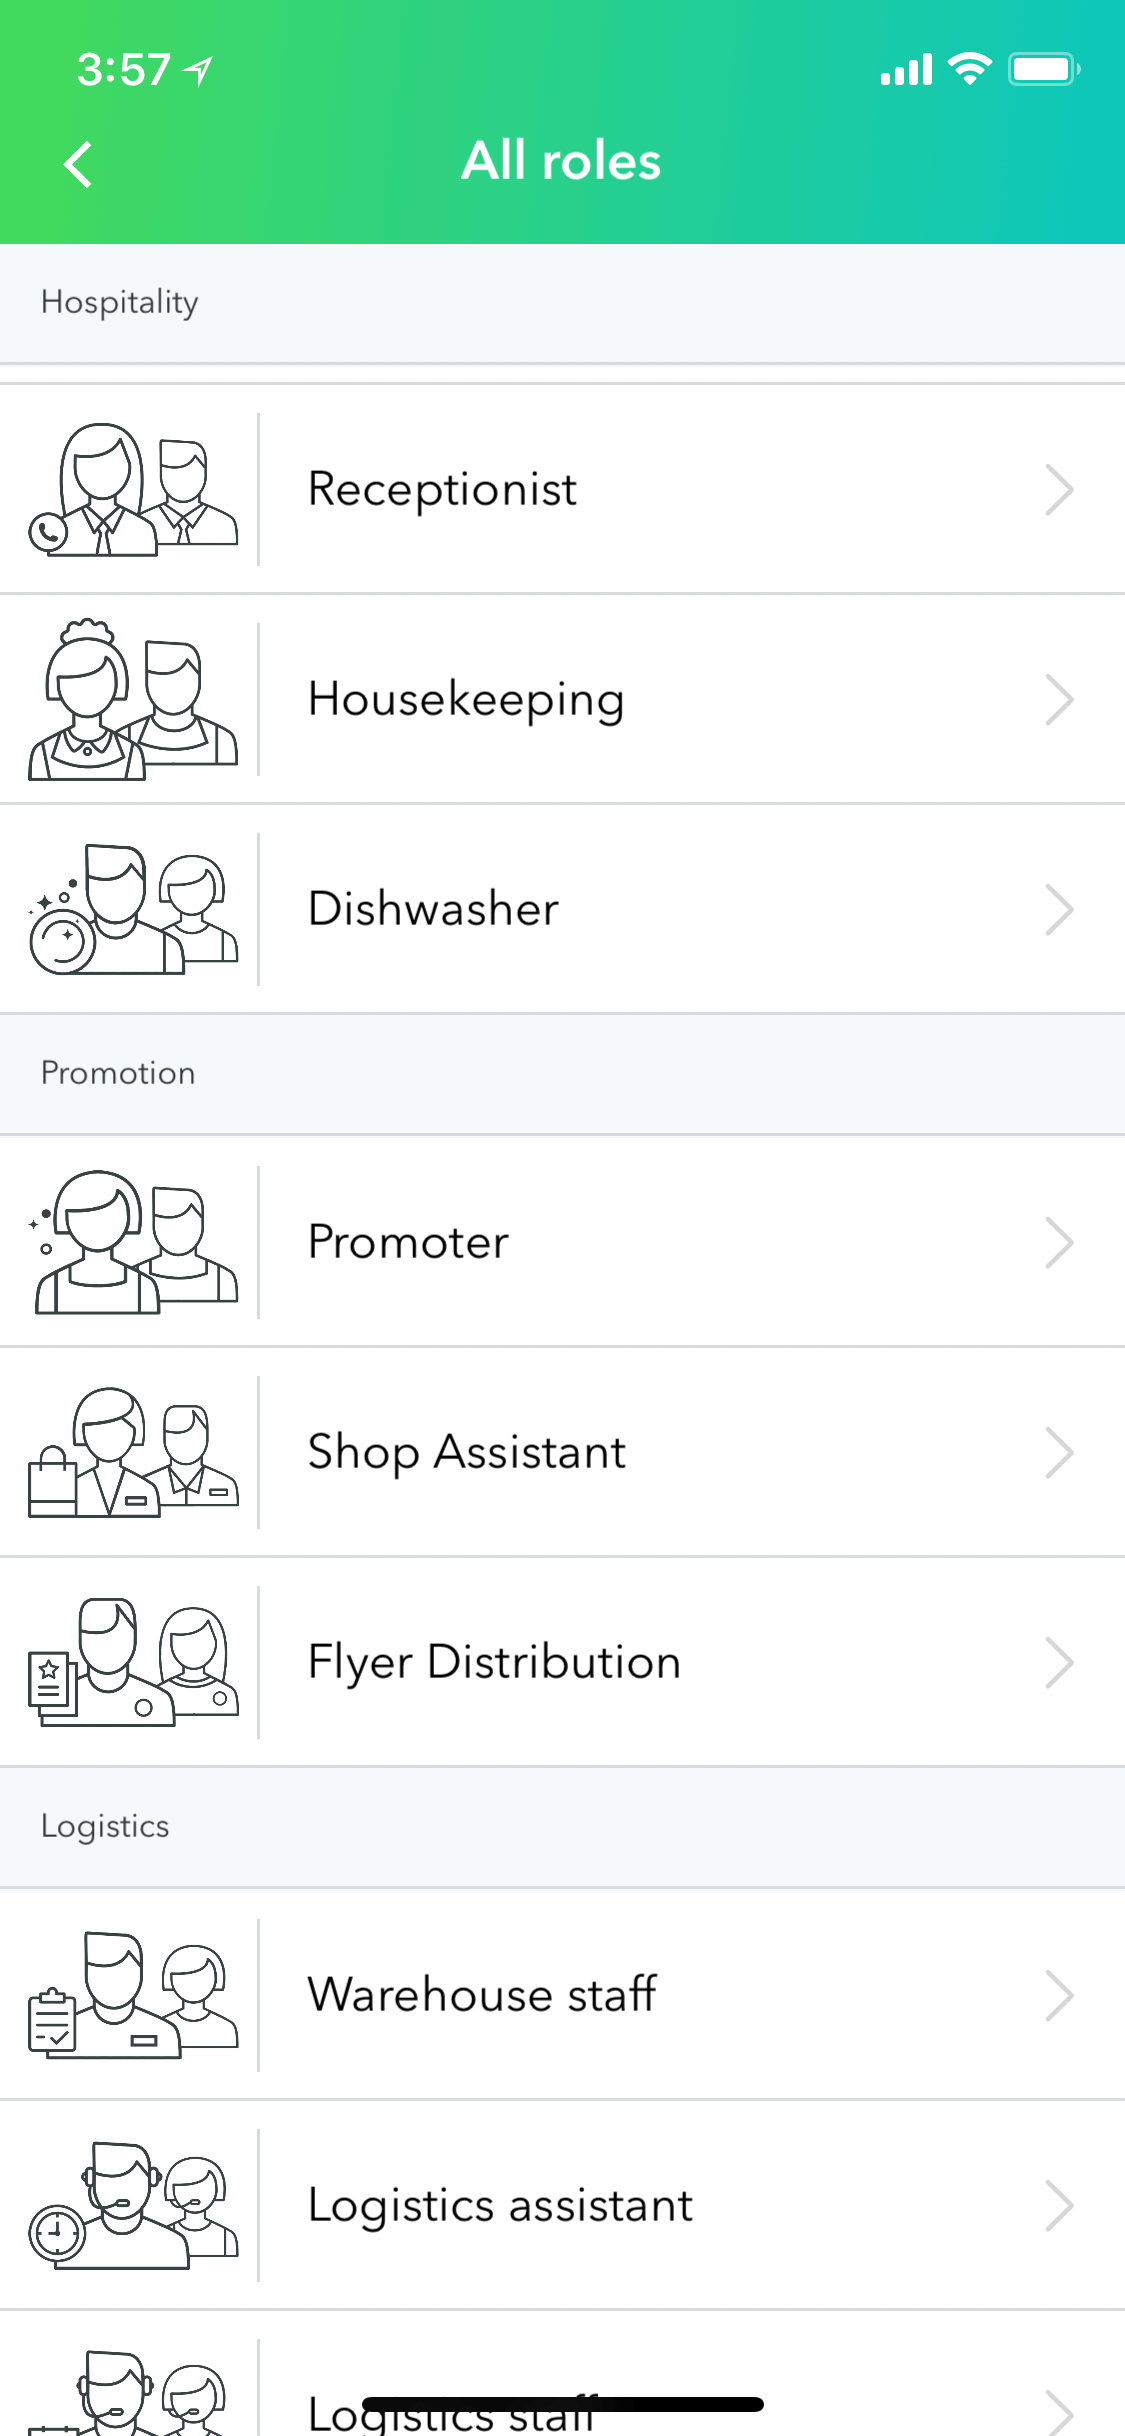 3:57
All roles
Hospitality
Receptionist
Housekeeping
Dishwasher
Promotion
Promoter
Shop Assistant
Flyer Distribution
Logistics
Warehouse staff
Logistics assistant
Logistics staff